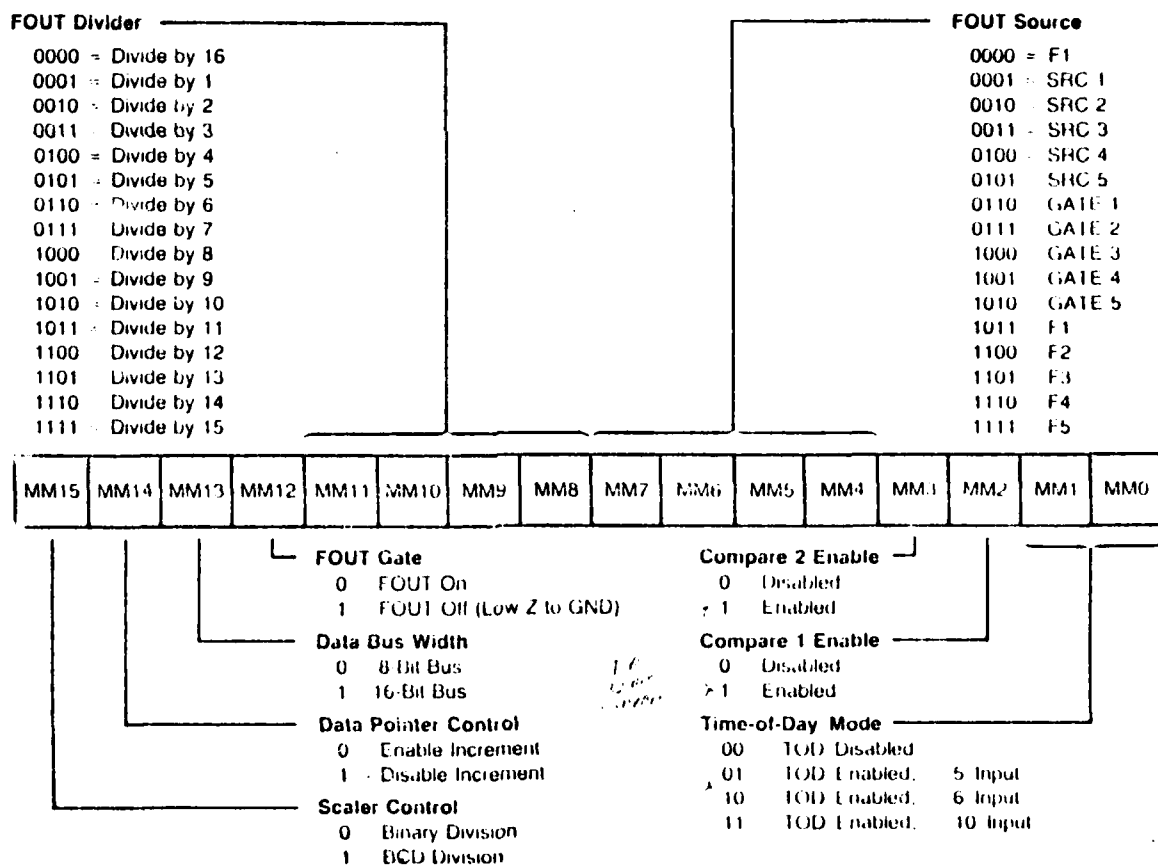 FOUT Divider
0000 = Divide by 16
0001 = Divide by 1
0010 = Divide by 2
0011 Divide by 3
0100 = Divide by 4
0101 = Divide by 5
0110 = Divide by 6
0111 Divide by 7
1000 Divide by 8
1001 = Divide by 9
1010 = Divide by 10
1011 = Divide by 11
1100 Divide by 12
1101 Divide by 13
1110 Divide by 14
1111 Divide by 15
FOUT Source
0000 = F1
0001 = SRC 1
0010 SRC 2
0011 SRC 3
0100 SRC 4
0101 SRC 5
0110 GATE 1
0111 GATE 2
1000 GATE 3
1001 GATE 4
1010 GATE 5
1011 F1
1100 F2
1101 F3
1110 F4
1111 F5
MM15 MM14 MM13 MM12 MM11 MM10 MM9 MM8 MM7 MM6 MM5 MM4 MM3 MM2 MM1 MM0
FOUT Gate
0 FOUT On
1 FOUT Off (Low Z to GND)
Data Bus Width
0 8-Bit Bus
1 16-Bit Bus
Data Pointer Control
0 Enable Increment
1 Disable Increment
Scaler Control
0 Binary Division
1 BCD Division
Compare 2 Enable
0 Disabled
1 Enabled
Compare 1 Enable
0 Disabled
1 Enabled
Time-of-Day Mode
00 TOD Disabled
01 TOD Enabled, 5 Input
10 TOD Enabled, 6 Input
11 TOD Enabled, 10 Input